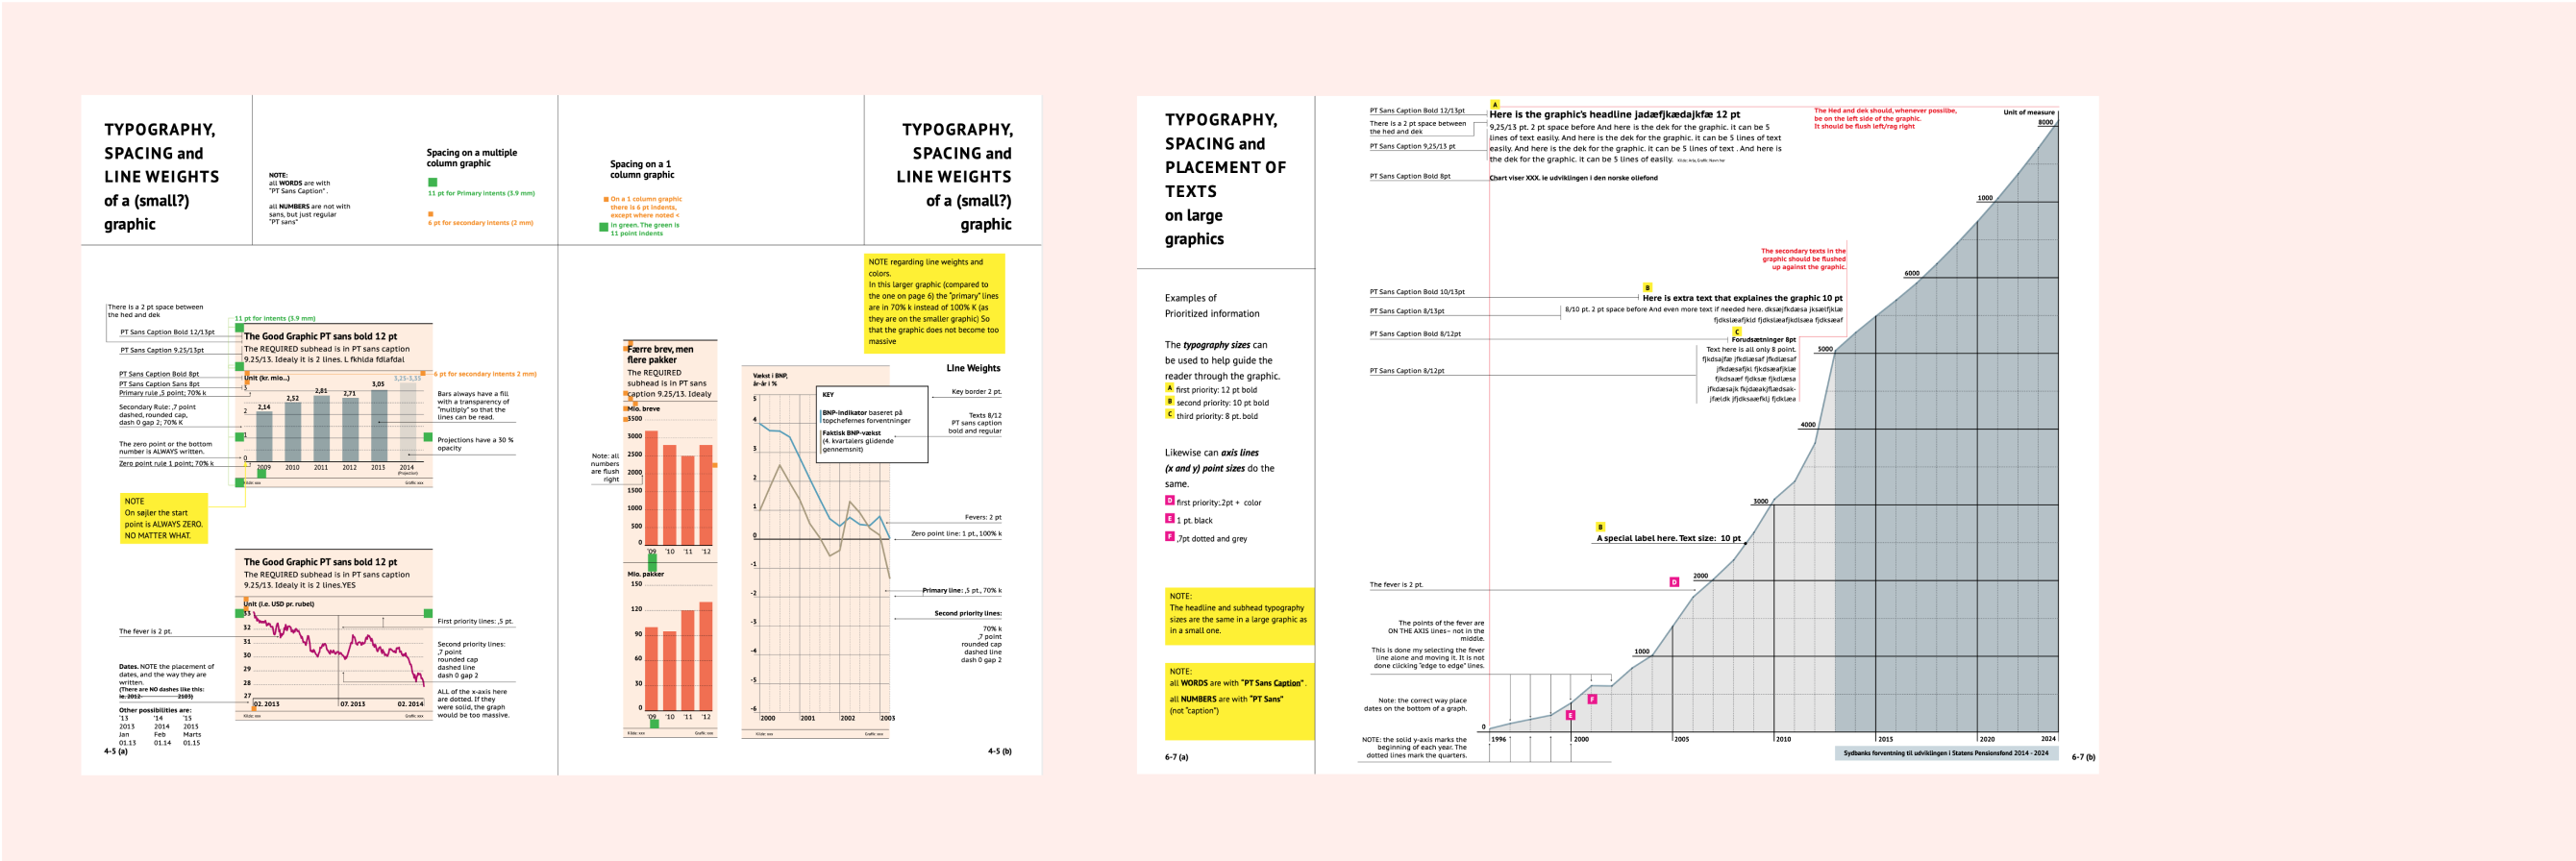 TYPOGRAPHY,
SPACING and
LINE WEIGHTS
of a (small?)
graphic
NOTE:
all WORDS are with
"PT Sans Caption" .
all NUMBERS are not with
sans, but just regular
"PT sans"
Spacing on a multiple
column graphic
11 pt for Primary intents (3.9 mm)
6 pt for secondary intents (2 mm)
Spacing on a 1
column graphic
On a 1 column graphic
there is 6 pt indents,
except where noted <
In green. The green is
11 point indents
TYPOGRAPHY,
SPACING and
LINE WEIGHTS
of a (small?)
graphic
There is a 2 pt space between
the hed and dek
PT Sans Caption Bold 12/13pt
PT Sans Caption 9.25/13pt
PT Sans Caption Bold 8pt
PT Sans Caption Sans 8pt
Primary rule ,5 point; 70% k
Secondary Rule: ,7 point
dashed, rounded cap,
dash 0 gap 2; 70% K
The zero point or the bottom
number is ALWAYS written.
Zero point rule 1 point; 70% k
11 pt for intents (3.9 mm)
The Good Graphic PT sans bold 12 pt
The REQUIRED subhead is in PT sans caption
9.25/13. Idealy it is 2 lines. L fkhlda fdlafdal
Unit (kr. mio...)
3
2
1
0
2,14
2,52
2,81
2,71
3,05
3,25-3,35
2009
2010
2011
2012
2013
2014
(Projection)
Kilde: xxx
Grafik: xxx
6 pt for secondary intents 2 mm)
Bars always have a fill
with a transparency of
"multiply" so that the
lines can be read.
Projections have a 30 %
opacity
NOTE
On søjler the start
point is ALWAYS ZERO.
NO MATTER WHAT.
The Good Graphic PT sans bold 12 pt
The REQUIRED subhead is in PT sans caption
9.25/13. Idealy it is 2 lines.YES
Unit (i.e. USD pr. rubel)
33
32
31
30
29
28
27
02. 2013
07. 2013
02. 2014
Kilde: xxx
Grafik: xxx
The fever is 2 pt.
Dates. NOTE the placement of
dates, and the way they are
written.
(There are NO dashes like this:
ie. 2012- 2103)
Other possibilities are:
'13 '14 '15
2013 2014 2015
Jan Feb Marts
01.13 01.14 01.15
4-5 (a)
First priority lines: ,5 pt.
Second priority lines:
,7 point
rounded cap
dashed line
dash 0 gap 2
ALL of the x-axis here
are dotted. If they
were solid, the graph
would be too massive.
Færre brev, men
flere pakker
The REQUIRED
subhead is in PT sans
caption 9.25/13. Idealy
Mio. breve
3500
3000
2500
2000
1500
1000
500
0
'09 '10 '11 '12
Mio. pakker
150
120
90
60
30
0
'09 '10 '11 '12
Kilde: xxx
Grafik: xxx
Note: all
numbers
are flush
right
NOTE regarding line weights and
colors.
In this larger graphic (compared to
the one on page 6) the "primary" lines
are in 70% k instead of 100% K (as
they are on the smaller graphic) So
that the graphic does not become too
massive
Vækst i BNP,
år-år i %
5
4
3
2
1
0
-1
-2
-3
-4
-5
-6
2000
2001
2002
2003
Kilde: xxx
Grafik: xxx
KEY
BNP-indikator baseret på
topchefernes forventninger
Faktisk BNP-vækst
(4. kvartalers glidende
gennemsnit)
LIne Weights
Key border 2 pt.
Texts 8/12
PT sans caption
bold and regular
Fevers: 2 pt
Zero point line: 1 pt., 100% k
Primary line: ,5 pt., 70% k
Second priority lines:
70% k
,7 point
rounded cap
dashed line
dash 0 gap 2
4-5 (b)
TYPOGRAPHY,
SPACING and
PLACEMENT OF
TEXTS
on large
graphics
Examples of
Prioritized information
The typography sizes can
be used to help guide the
reader through the graphic.
A first priority: 12 pt bold
B second priority: 10 pt bold
C third priority: 8 pt. bold
Likewise can axis lines
(x and y) point sizes do the
same.
D first priority:.2pt + color
E 1 pt. black
F ,7pt dotted and grey
NOTE:
The headline and subhead typography
sizes are the same in a large graphic as
in a small one.
NOTE:
all WORDS are with "PT Sans Caption" .
all NUMBERS are with "PT Sans"
(not "caption")
6-7 (a)
PT Sans Caption Bold 12/13pt
There is a 2 pt space between
the hed and dek
PT Sans Caption 9,25/13 pt
PT Sans Caption Bold 8pt
A
Here is the graphic's headline jadæfjkædajkfæ 12 pt
9,25/13 pt. 2 pt space before And here is the dek for the graphic. it can be 5
lines of text easily. And here is the dek for the graphic. it can be 5 lines of text
easily. And here is the dek for the graphic. it can be 5 lines of text . And here is
the dek for the graphic. it can be 5 lines of easily.
Chart viser XXX. ie udviklingen i den norske oliefond
The Hed and dek should, whenever possilbe,
be on the left side of the graphic.
It should be flush left/rag right
Unit of measure
8000
1000
6000
5000
4000
3000
2000
1000
0
The secondary texts in the
graphic should be flushed
up against the graphic.
PT Sans Caption Bold 10/13pt
PT Sans Caption 8/13pt
PT Sans Caption Bold 8/12pt
PT Sans Caption 8/12pt
B
Here is extra text that explaines the graphic 10 pt
8/10 pt. 2 pt space before And even more text if needed here. dksæjfkdæsa jksælfjklæ
fjdkslæafjkld fjdkslæafjkdlsæa fjdksæaf
C
Forudsætninger 8pt
Text here is all only 8 point.
fjkdsajfæ jfkdlæsaf jfkdlæsaf
jfkdlæsafjkl fjkdsæafjklæ
fjkdsaæf fjdksæ fjkdlæsa
jfkdæsajk fkjdæakjflædsak-
jfældk jfjdksaæfklj fjdklæa
B
A special label here. Text size: 10 pt
The fever is 2 pt.
D
The points of the fever are
ON THE AXIS lines– not in the
middle.
This is done my selecting the fever
line alone and moving it. It is not
done clicking "edge to edge" lines.
Note: the correct way place
dates on the bottom of a graph.
NOTE: the solid y-axis marks the
beginning of each year. The
dotted lines mark the quarters.
F
E
1996
2000
2005
2010
2015
2020
2024
Sydbanks forventning til udviklingen i Statens Pensionsfond 2014 - 2024
6-7 (b)